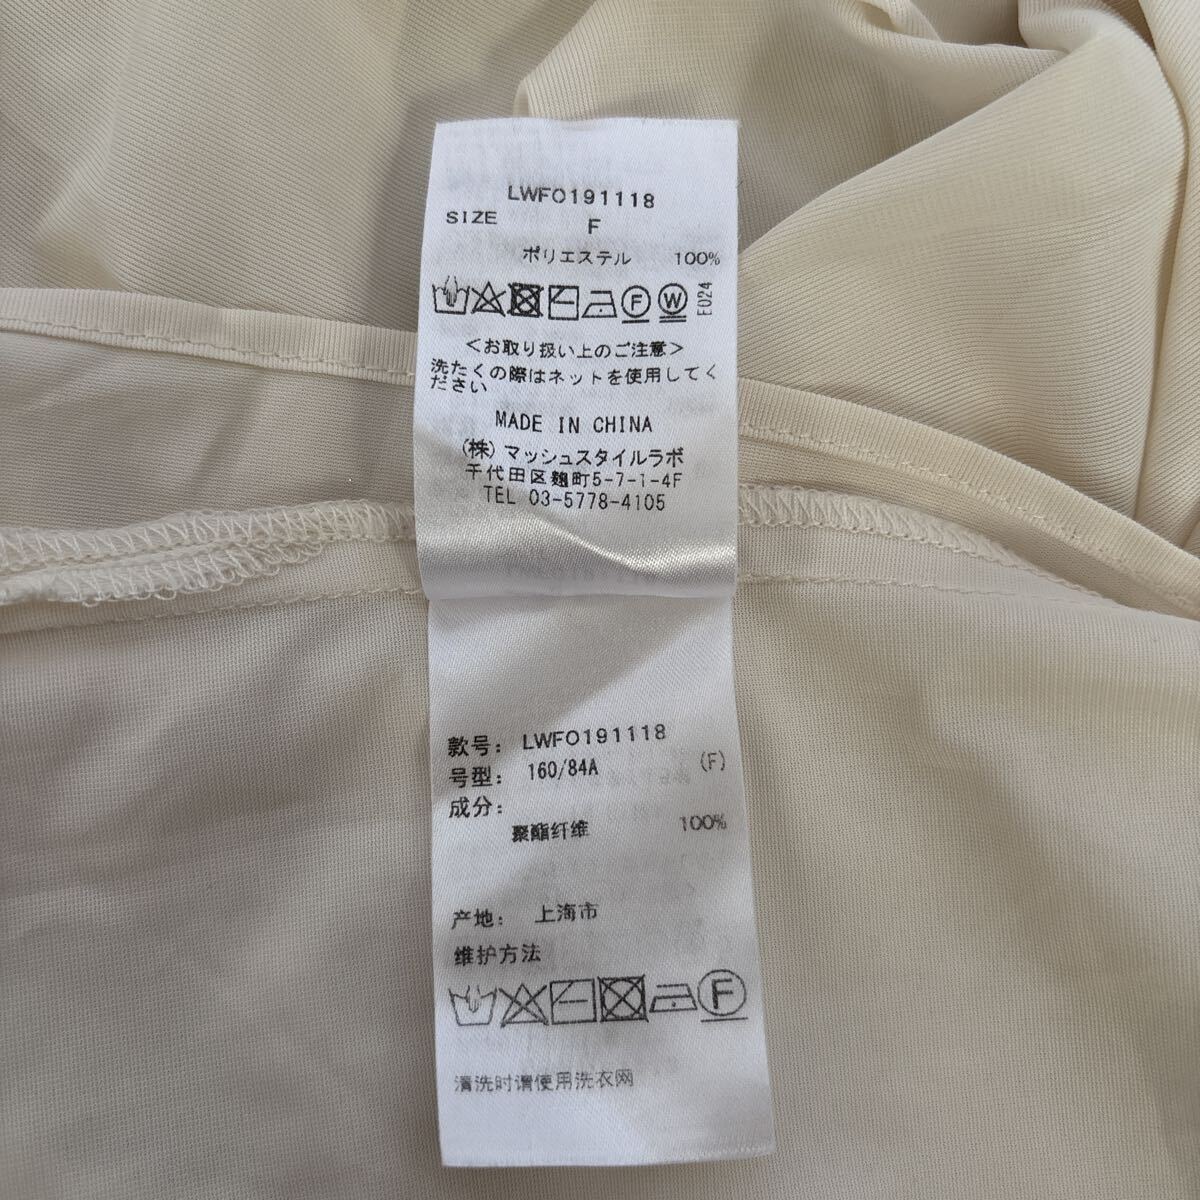 LWFO191118
SIZE F
ポリエステル 100%
F W E024
<お取り扱い上のご注意>
洗たくの際はネットを使用してく
ださい
MADE IN CHINA
(株)マッシュスタイルラボ
千代田区麹町5-7-1-4F
TEL 03-5778-4105
款号: LWFO191118
号型: 160/84A (F)
成分:
聚酯纤维 100%
产地: 上海市
维护方法
F
清洗时谓使用洗衣网